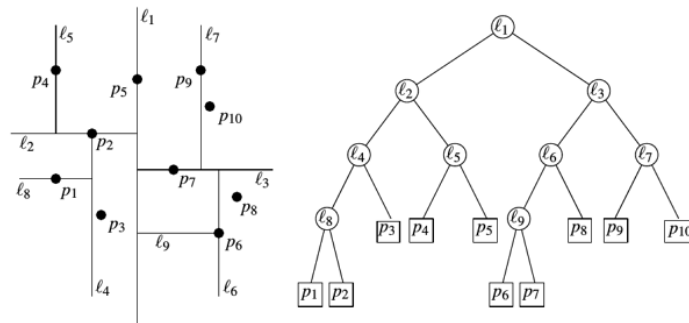 ℓ₁
ℓ₅
ℓ₇
p₄
p₅
p₉
p₁₀
ℓ₂
p₂
p₇
ℓ₃
ℓ₈
p₁
p₃
p₈
ℓ₉
p₆
ℓ₄
ℓ₆
ℓ₁
ℓ₂ ℓ₃
ℓ₄ ℓ₅ ℓ₆ ℓ₇
ℓ₈ p₃ p₄ p₅ ℓ₉ p₈ p₉ p₁₀
p₁ p₂ p₆ p₇